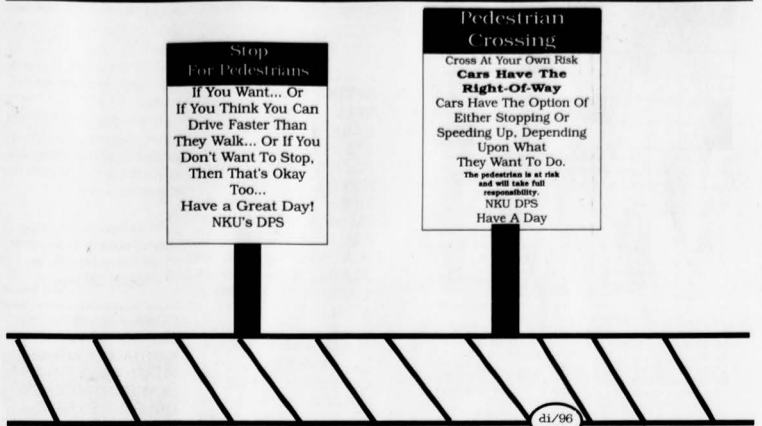 Stop
For Pedestrians
If You Want... Or
If You Think You Can
Drive Faster Than
They Walk... Or If You
Don't Want To Stop,
Then That's Okay
Too...
Have a Great Day!
NKU's DPS
Pedestrian
Crossing
Cross At Your Own Risk
Cars Have The
Right-Of-Way
Cars Have The Option Of
Either Stopping Or
Speeding Up, Depending
Upon What
They Want To Do.
The pedestrian is at risk
and will take full
responsibility.
NKU DPS
Have A Day
di/96